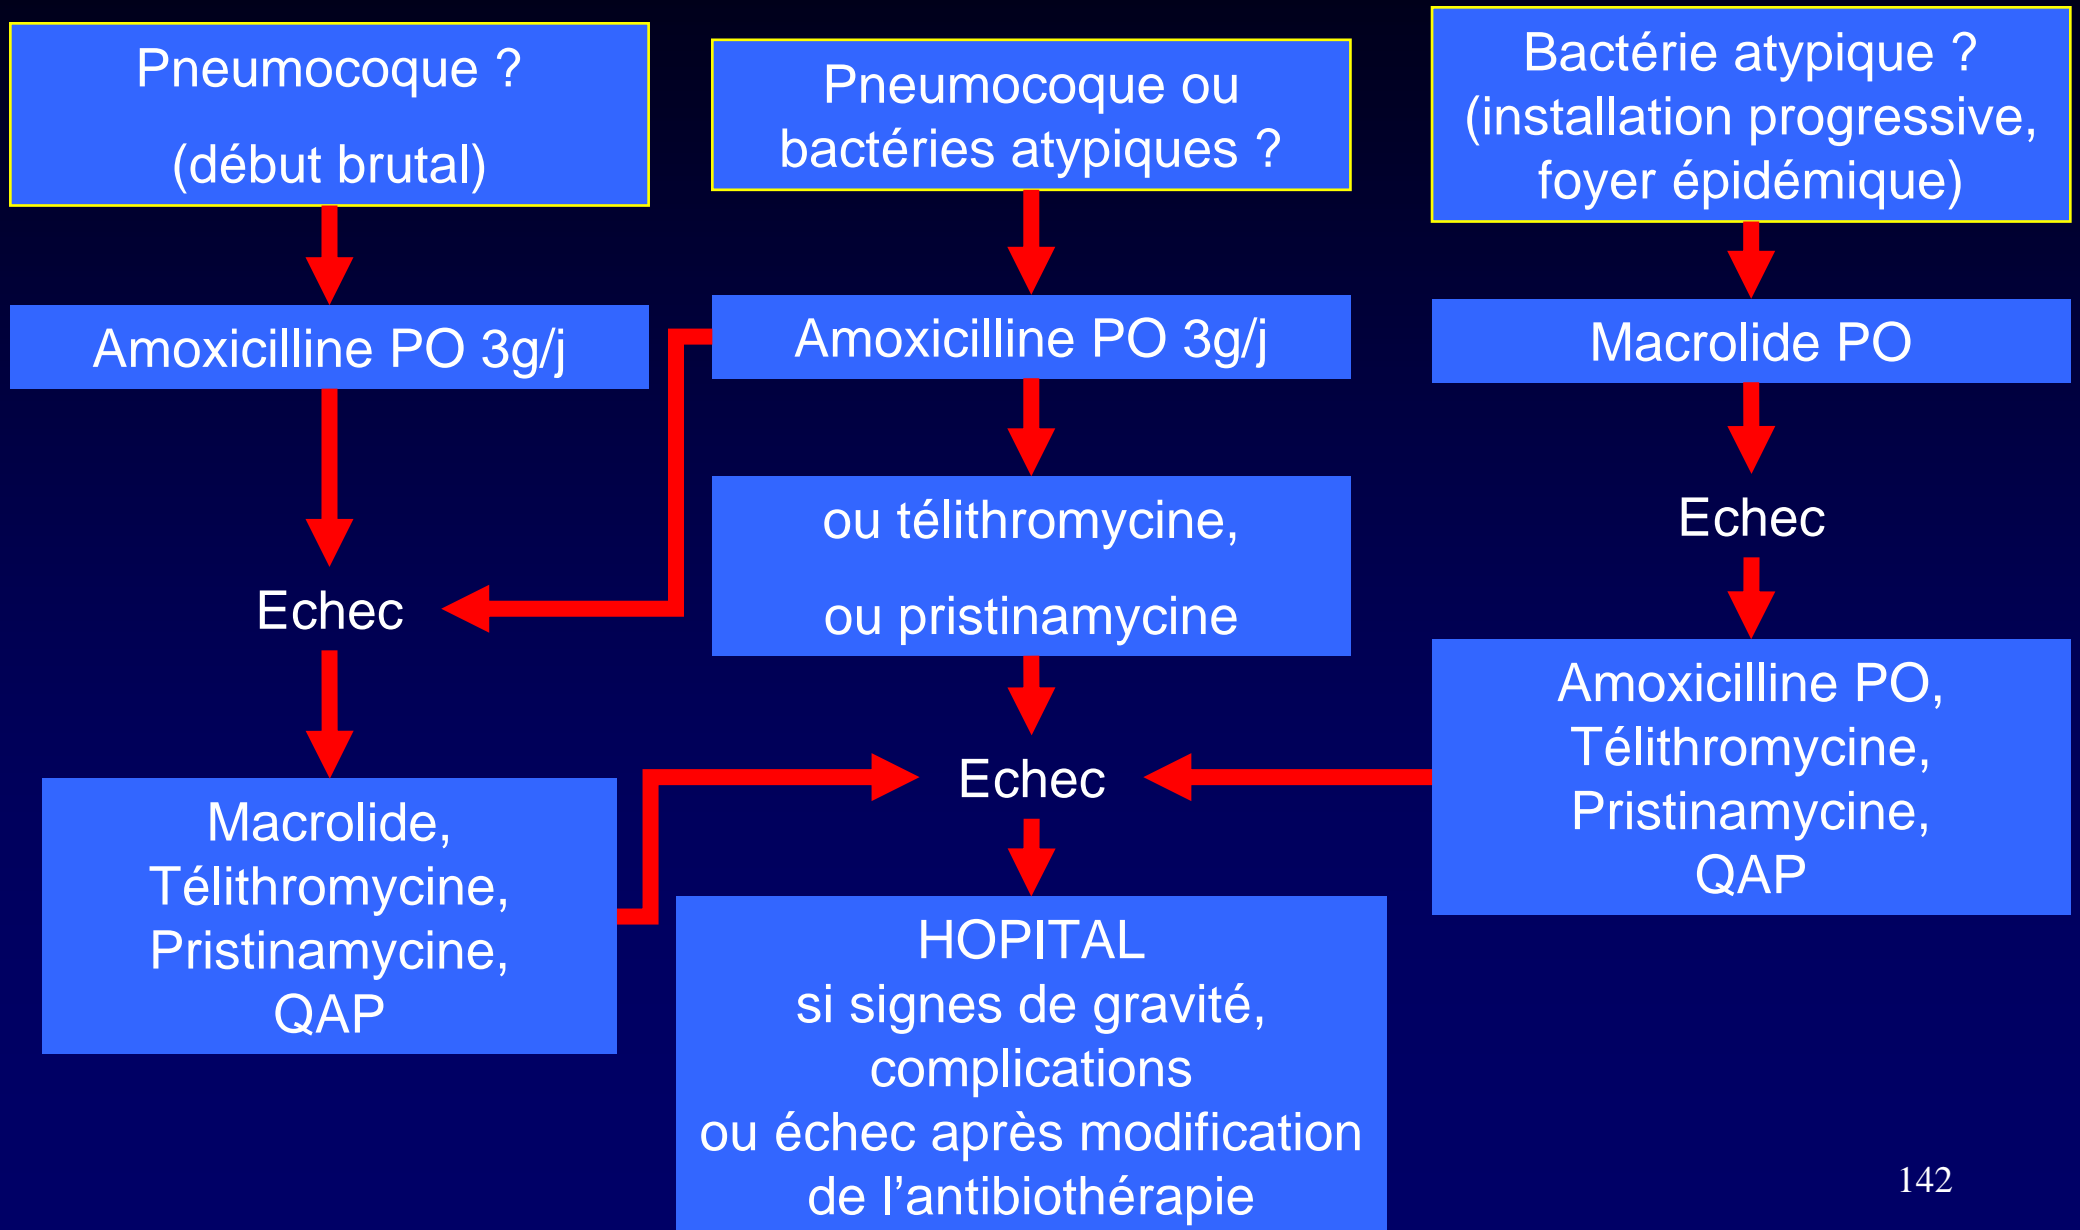 Pneumocoque ?
(début brutal)
Pneumocoque ou
bactéries atypiques ?
Bactérie atypique ?
(installation progressive,
foyer épidémique)
Amoxicilline PO 3g/j
Amoxicilline PO 3g/j
Macrolide PO
ou télithromycine,
ou pristinamycine
Echec
Echec
Amoxicilline PO,
Télithromycine,
Pristinamycine,
QAP
Echec
Macrolide,
Télithromycine,
Pristinamycine,
QAP
HOPITAL
si signes de gravité,
complications
ou échec après modification
de l’antibiothérapie
142